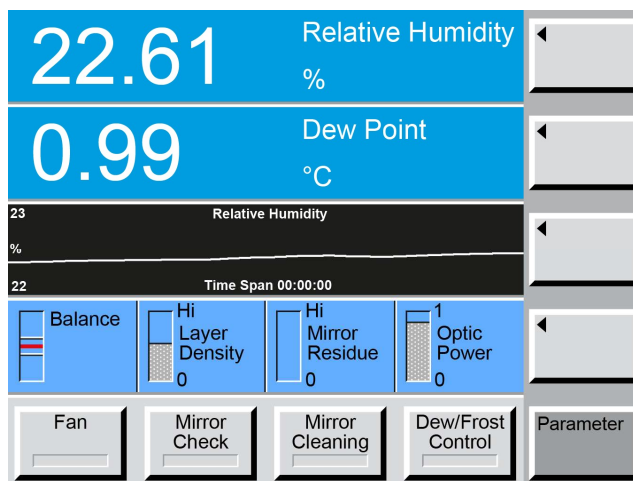 22.61
Relative Humidity
%
0.99
Dew Point
°C
23
Relative Humidity
%
22
Time Span 00:00:00
Balance
Hi
Layer
Density
0
Hi
Mirror
Residue
0
1
Optic
Power
0
Fan
Mirror
Check
Mirror
Cleaning
Dew/Frost
Control
Parameter